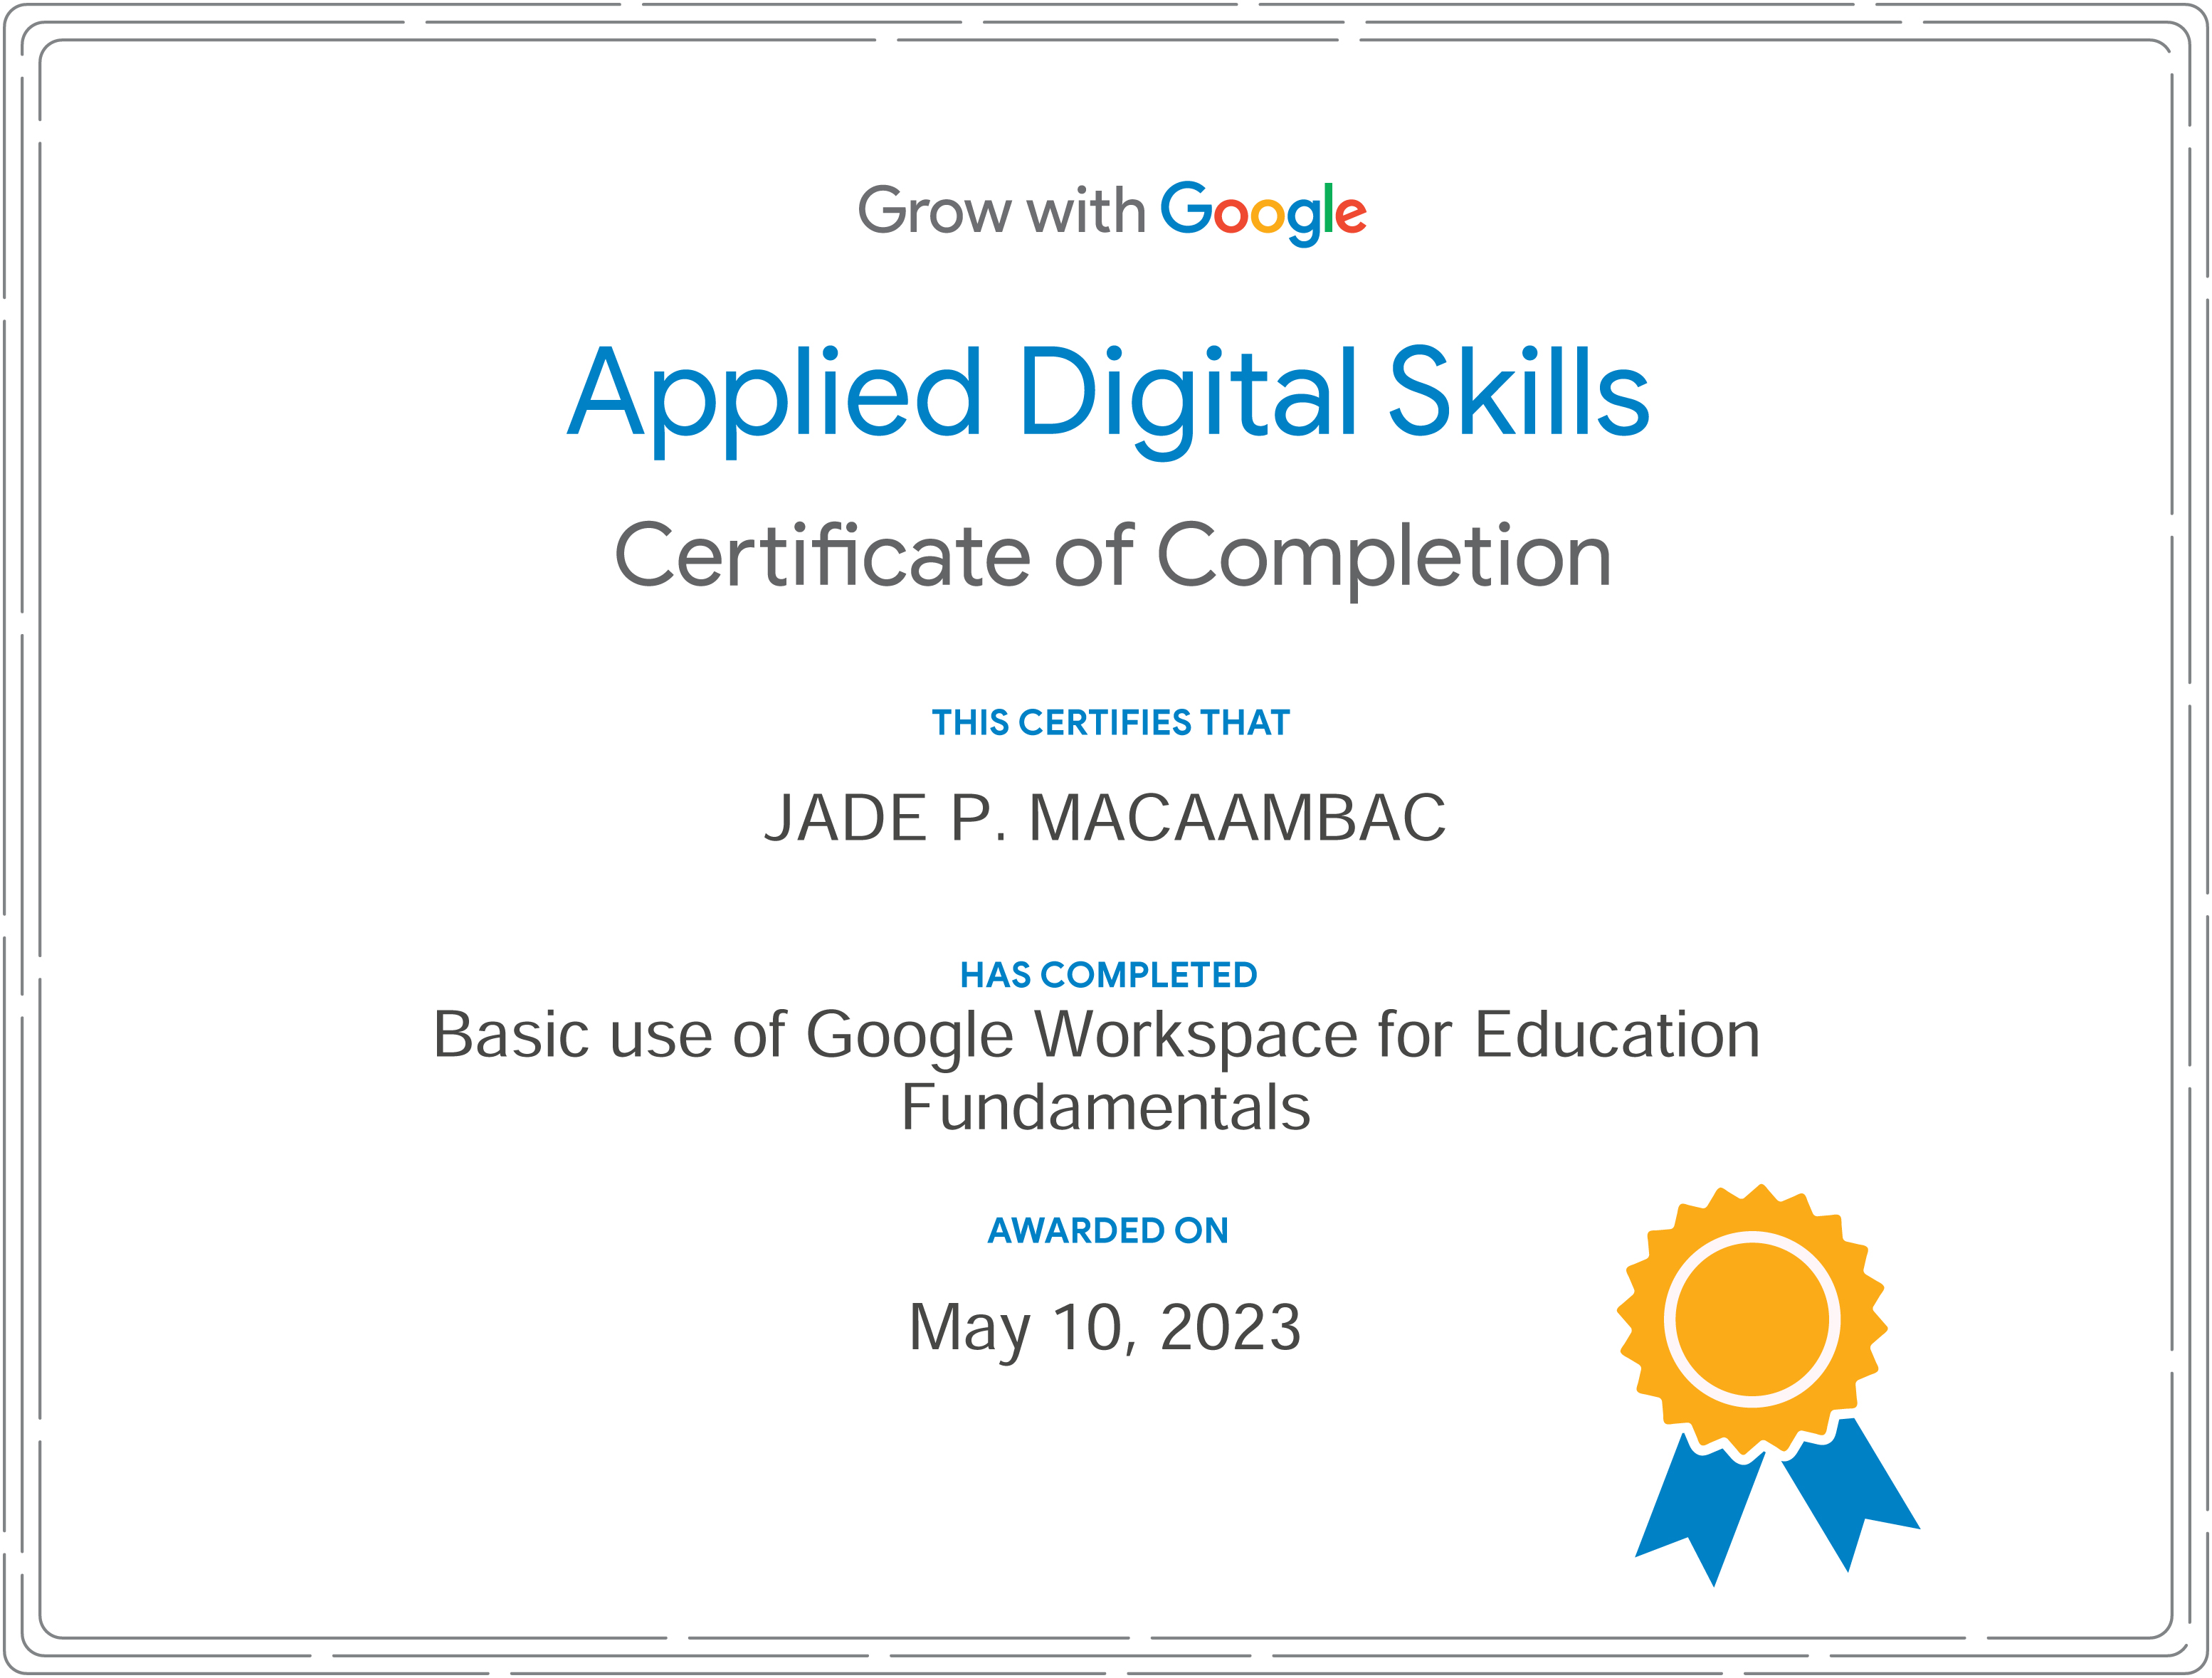 Grow with Google
Applied Digital Skills
Certificate of Completion
THIS CERTIFIES THAT
JADE P. MACAAMBAC
HAS COMPLETED
Basic use of Google Workspace for Education
Fundamentals
AWARDED ON
May 10, 2023